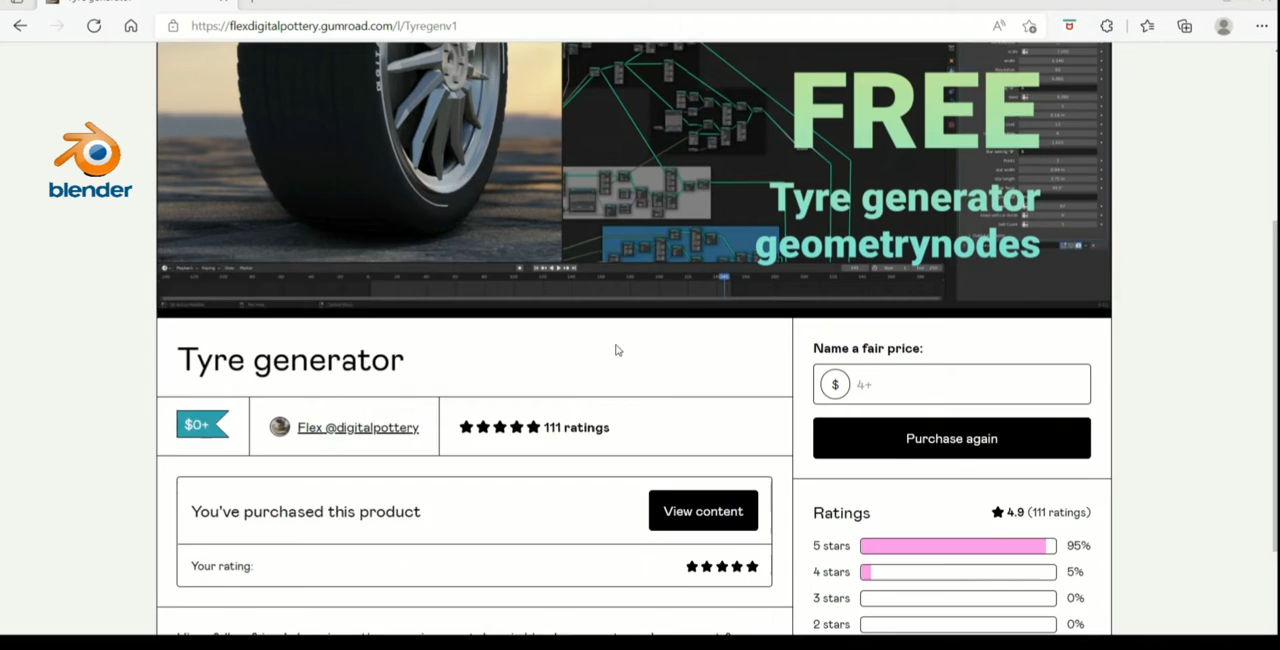 Tyre generator
https://flexdigitalpottery.gumroad.com/l/Tyregenv1
blender
FREE
Tyre generator
geometrynodes
Tyre generator
$0+
Flex @digitalpottery
111 ratings
You've purchased this product
View content
Your rating:
Name a fair price:
$ 4+
Purchase again
Ratings
4.9 (111 ratings)
5 stars 95%
4 stars 5%
3 stars 0%
2 stars 0%